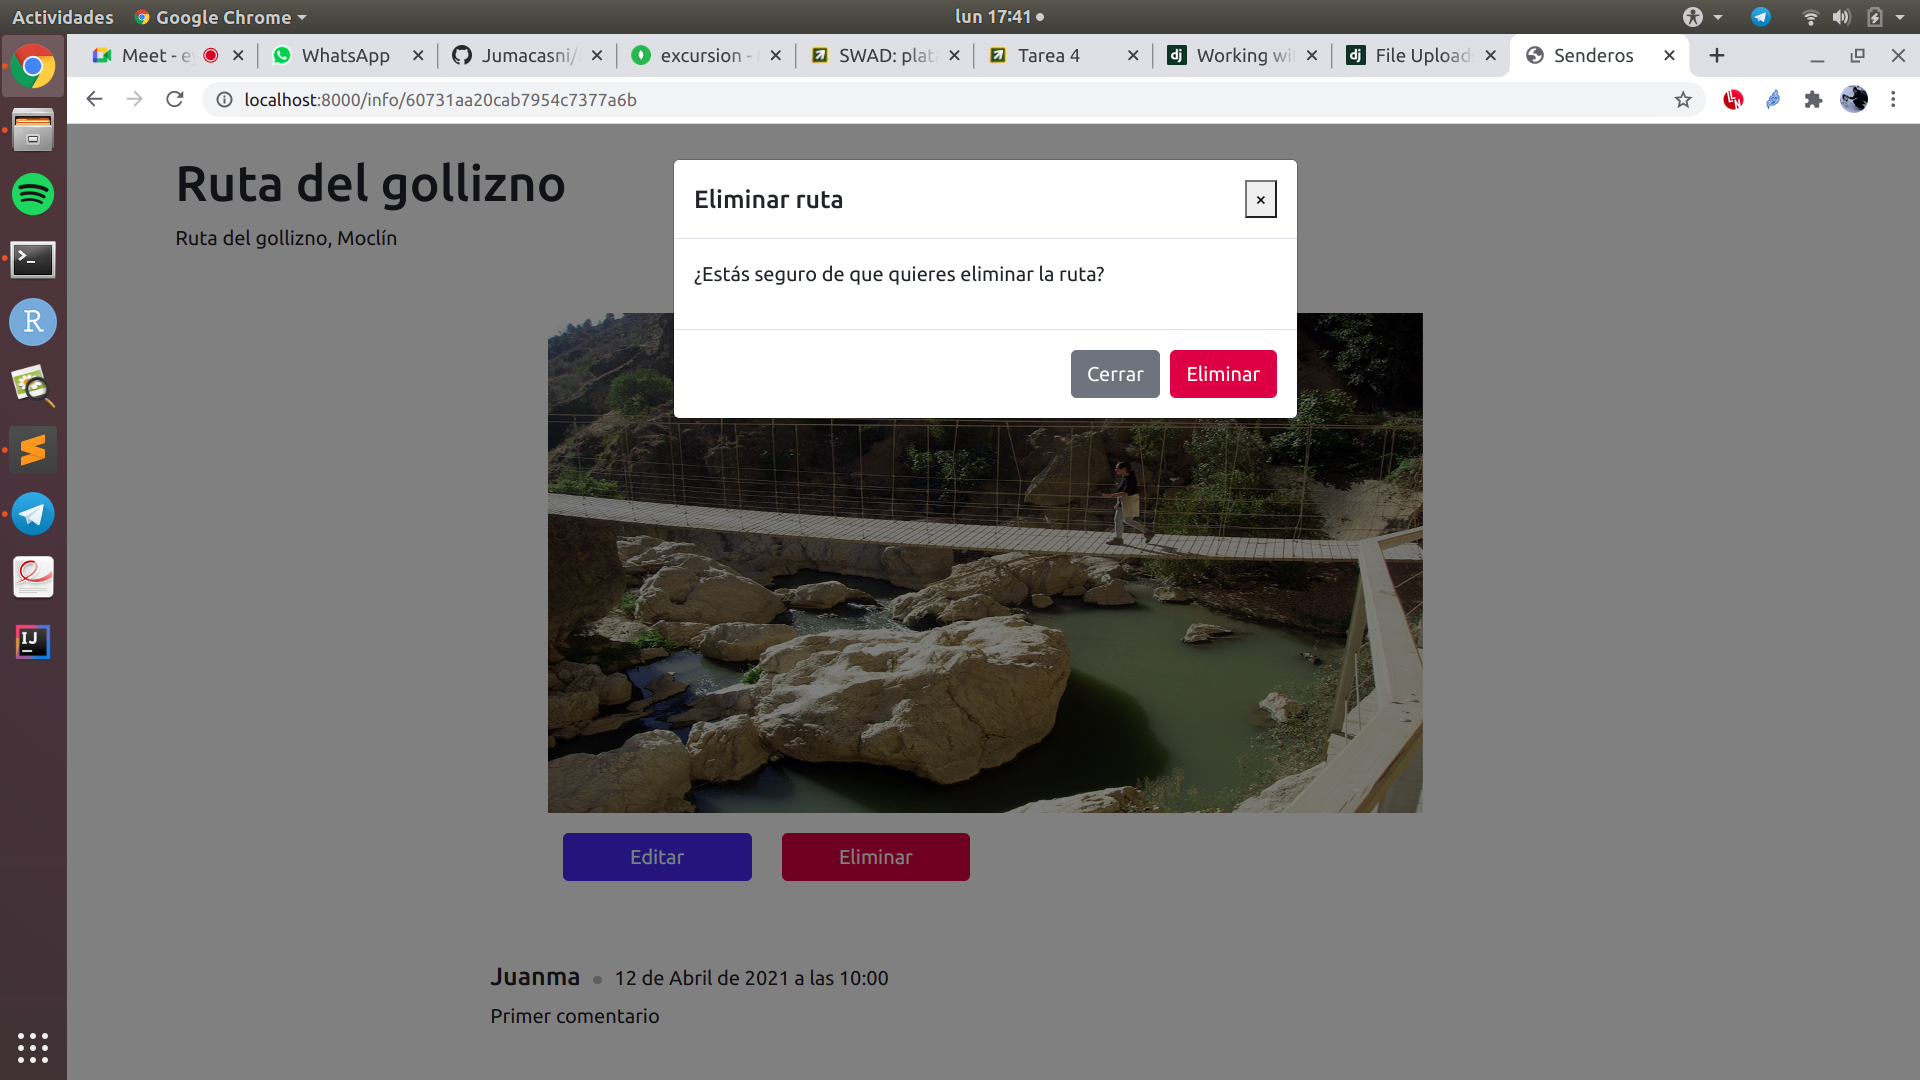 Actividades
Google Chrome
lun 17:41
Meet - ey
WhatsApp
Jumacasni/
excursion -
SWAD: plat
Tarea 4
Working wi
File Upload
Senderos
localhost:8000/info/60731aa20cab7954c7377a6b
Ruta del gollizno
Ruta del gollizno, Moclín
Eliminar ruta
×
¿Estás seguro de que quieres eliminar la ruta?
Cerrar
Eliminar
Editar
Eliminar
Juanma
12 de Abril de 2021 a las 10:00
Primer comentario